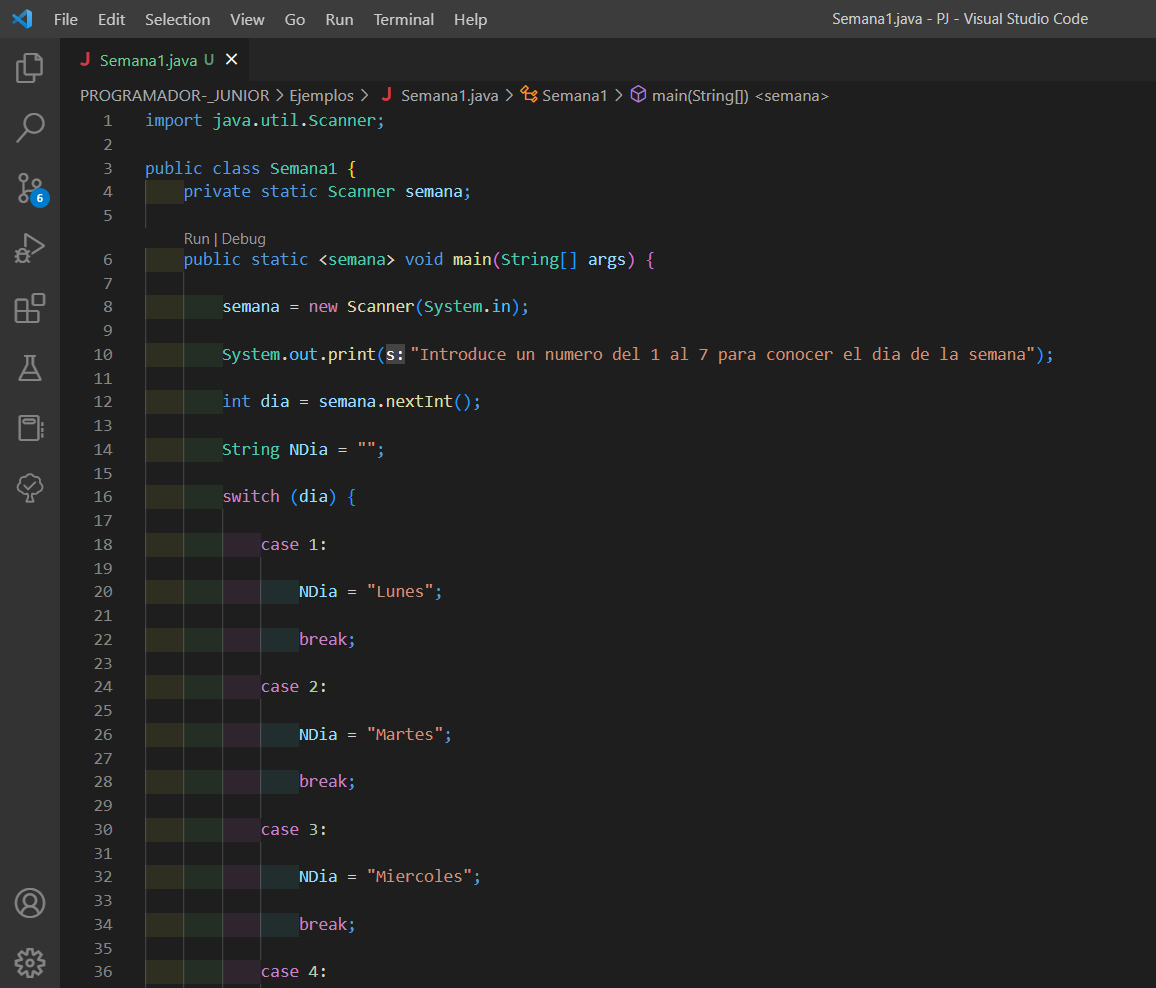 File Edit Selection View Go Run Terminal Help Semana1.java - PJ - Visual Studio Code
J Semana1.java U ×
PROGRAMADOR-_JUNIOR > Ejemplos > J Semana1.java > Semana1 > main(String[]) <semana>
1 import java.util.Scanner;
2
3 public class Semana1 {
4 private static Scanner semana;
5
Run | Debug
6 public static <semana> void main(String[] args) {
7
8 semana = new Scanner(System.in);
9
10 System.out.print(s: "Introduce un numero del 1 al 7 para conocer el dia de la semana");
11
12 int dia = semana.nextInt();
13
14 String NDia = "";
15
16 switch (dia) {
17
18 case 1:
19
20 NDia = "Lunes";
21
22 break;
23
24 case 2:
25
26 NDia = "Martes";
27
28 break;
29
30 case 3:
31
32 NDia = "Miercoles";
33
34 break;
35
36 case 4:
6